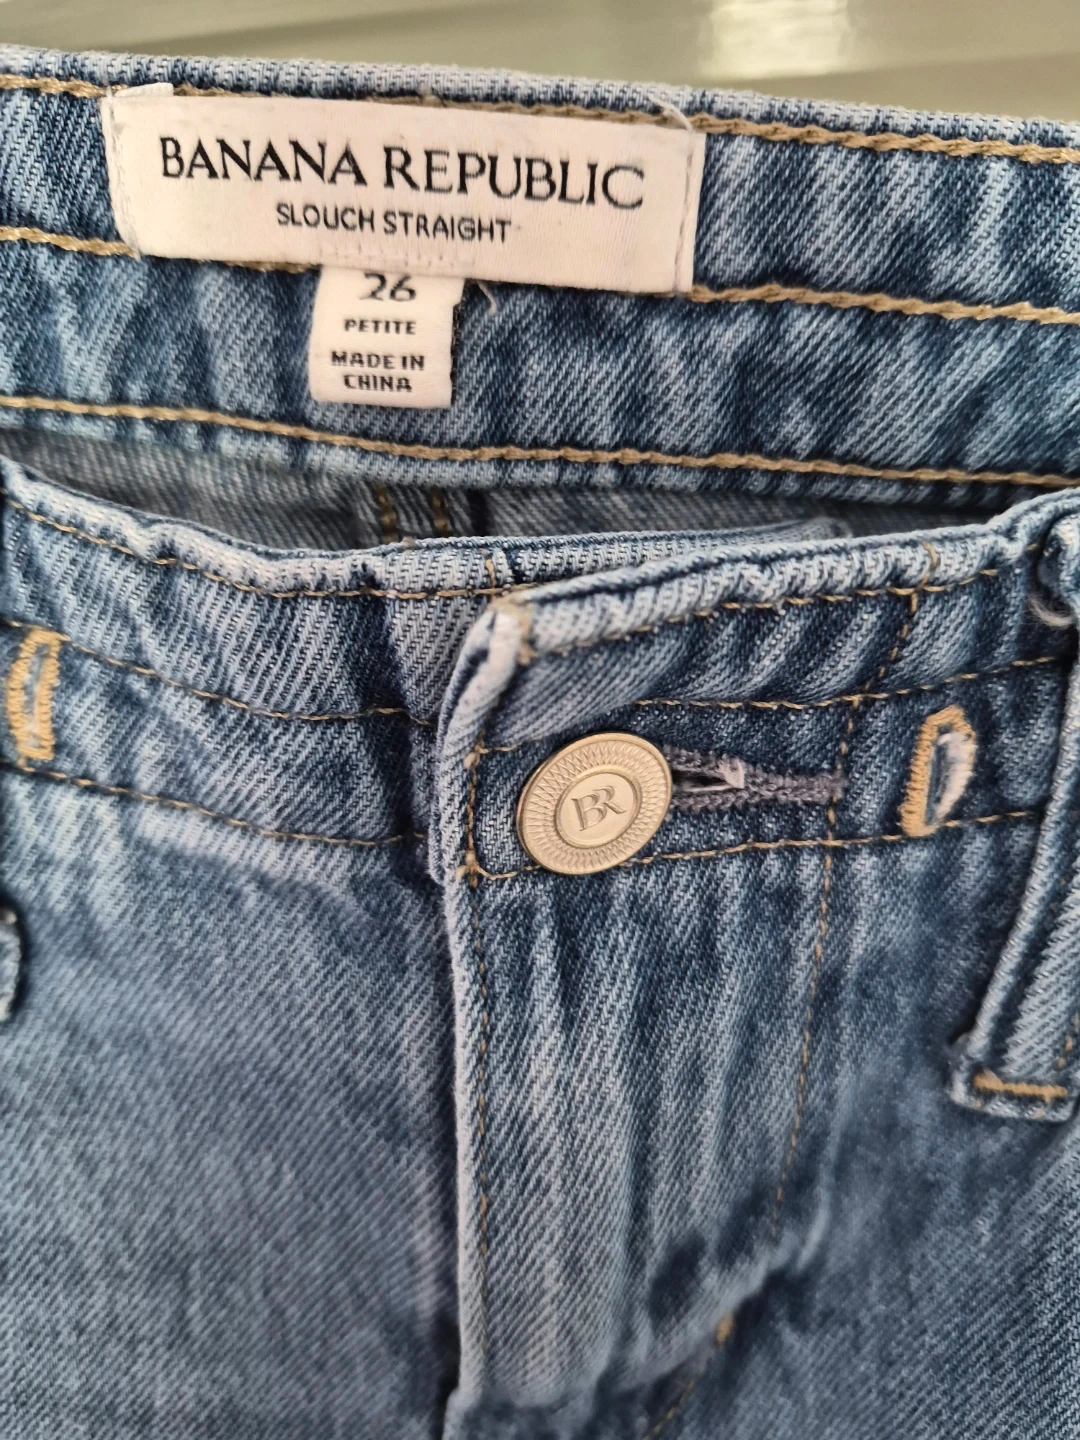 BANANA REPUBLIC
SLOUCH STRAIGHT
26
PETITE
MADE IN
CHINA
BR